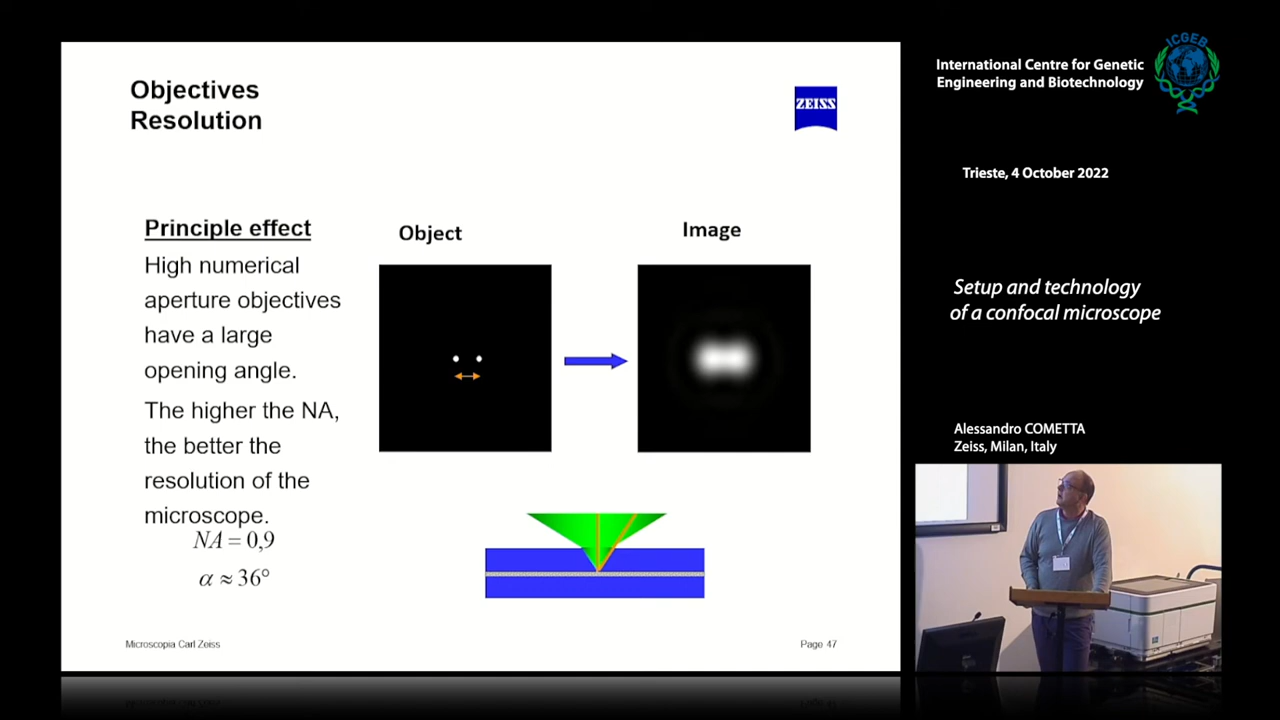 Objectives
Resolution
ZEISS
Principle effect
High numerical
aperture objectives
have a large
opening angle.
The higher the NA,
the better the
resolution of the
microscope.
NA = 0,9
α ≈ 36°
Object
Image
Microscopia Carl Zeiss
Page 47
International Centre for Genetic
Engineering and Biotechnology
ICGEB
Trieste, 4 October 2022
Setup and technology
of a confocal microscope
Alessandro COMETTA
Zeiss, Milan, Italy